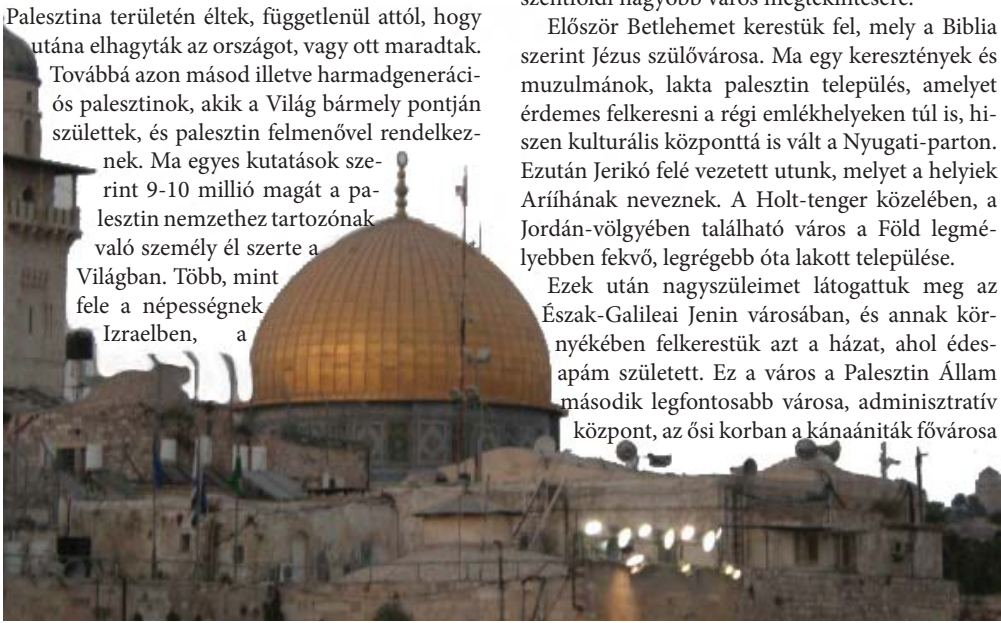 Palesztina területén éltek, függetlenül attól, hogy
utána elhagyták az országot, vagy ott maradtak.
Továbbá azon másod illetve harmadgeneráci-
ós palesztinok, akik a Világ bármely pontján
születtek, és palesztin felmenővel rendelkez-
nek. Ma egyes kutatások sze-
rint 9-10 millió magát a pa-
lesztin nemzethez tartozónak
való személy él szerte a
Világban. Több, mint
fele a népességnek
Izraelben, a
szentföldi nagyobb város megtekintésére.
Először Betlehemet kerestük fel, mely a Biblia
szerint Jézus szülővárosa. Ma egy keresztények és
muzulmánok, lakta palesztin település, amelyet
érdemes felkeresni a régi emlékhelyeken túl is, hi-
szen kulturális központtá is vált a Nyugati-parton.
Ezután Jerikó felé vezetett utunk, melyet a helyiek
Aríihának neveznek. A Holt-tenger közelében, a
Jordán-völgyében található város a Föld legmé-
lyebben fekvő, legrégebb óta lakott települése.
Ezek után nagyszüleimet látogattuk meg az
Észak-Galileai Jenin városában, és annak kör-
nyékében felkerestük azt a házat, ahol édes-
apám született. Ez a város a Palesztin Állam
második legfontosabb városa, adminisztratív
központ, az ősi korban a kánaániták fővárosa